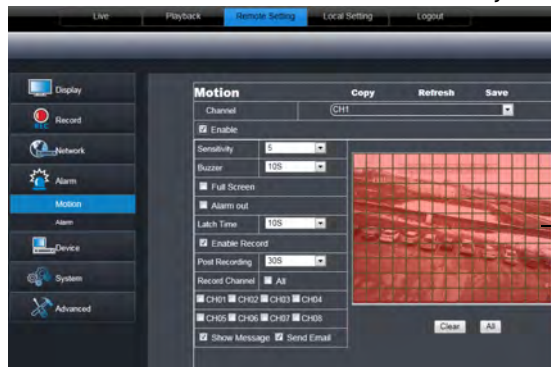 Live Playback Remote Setting Local Setting Logout
Display
Record
REC
Network
Alarm
Motion
Alarm
Device
System
Advanced
Motion Copy Refresh Save
Channel CH1
Enable
Sensitivity 5
Buzzer 10S
Full Screen
Alarm out
Latch Time 10S
Enable Record
Post Recording 30S
Record Channel All
CH01 CH02 CH03 CH04
CH05 CH06 CH07 CH08
Show Message Send Email
Clear All